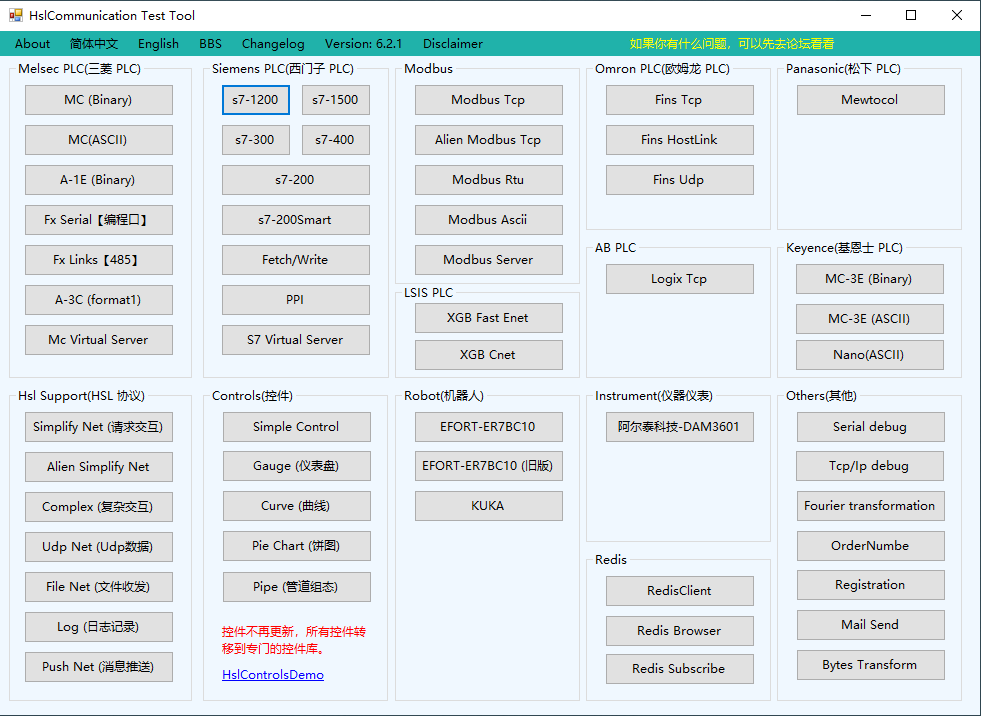 HslCommunication Test Tool
About 简体中文 English BBS Changelog Version: 6.2.1 Disclaimer 如果你有什么问题，可以先去论坛看看
Melsec PLC(三菱 PLC)
MC (Binary)
MC(ASCII)
A-1E (Binary)
Fx Serial【编程口】
Fx Links【485】
A-3C (format1)
Mc Virtual Server
Siemens PLC(西门子 PLC)
s7-1200 s7-1500
s7-300 s7-400
s7-200
s7-200Smart
Fetch/Write
PPI
S7 Virtual Server
Modbus
Modbus Tcp
Alien Modbus Tcp
Modbus Rtu
Modbus Ascii
Modbus Server
LSIS PLC
XGB Fast Enet
XGB Cnet
Omron PLC(欧姆龙 PLC)
Fins Tcp
Fins HostLink
Fins Udp
AB PLC
Logix Tcp
Panasonic(松下 PLC)
Mewtocol
Keyence(基恩士 PLC)
MC-3E (Binary)
MC-3E (ASCII)
Nano(ASCII)
Hsl Support(HSL 协议)
Simplify Net (请求交互)
Alien Simplify Net
Complex (复杂交互)
Udp Net (Udp数据)
File Net (文件收发)
Log (日志记录)
Push Net (消息推送)
Controls(控件)
Simple Control
Gauge (仪表盘)
Curve (曲线)
Pie Chart (饼图)
Pipe (管道组态)
控件不再更新，所有控件转
移到专门的控件库。
HslControlsDemo
Robot(机器人)
EFORT-ER7BC10
EFORT-ER7BC10 (旧版)
KUKA
Instrument(仪器仪表)
阿尔泰科技-DAM3601
Redis
RedisClient
Redis Browser
Redis Subscribe
Others(其他)
Serial debug
Tcp/Ip debug
Fourier transformation
OrderNumbe
Registration
Mail Send
Bytes Transform